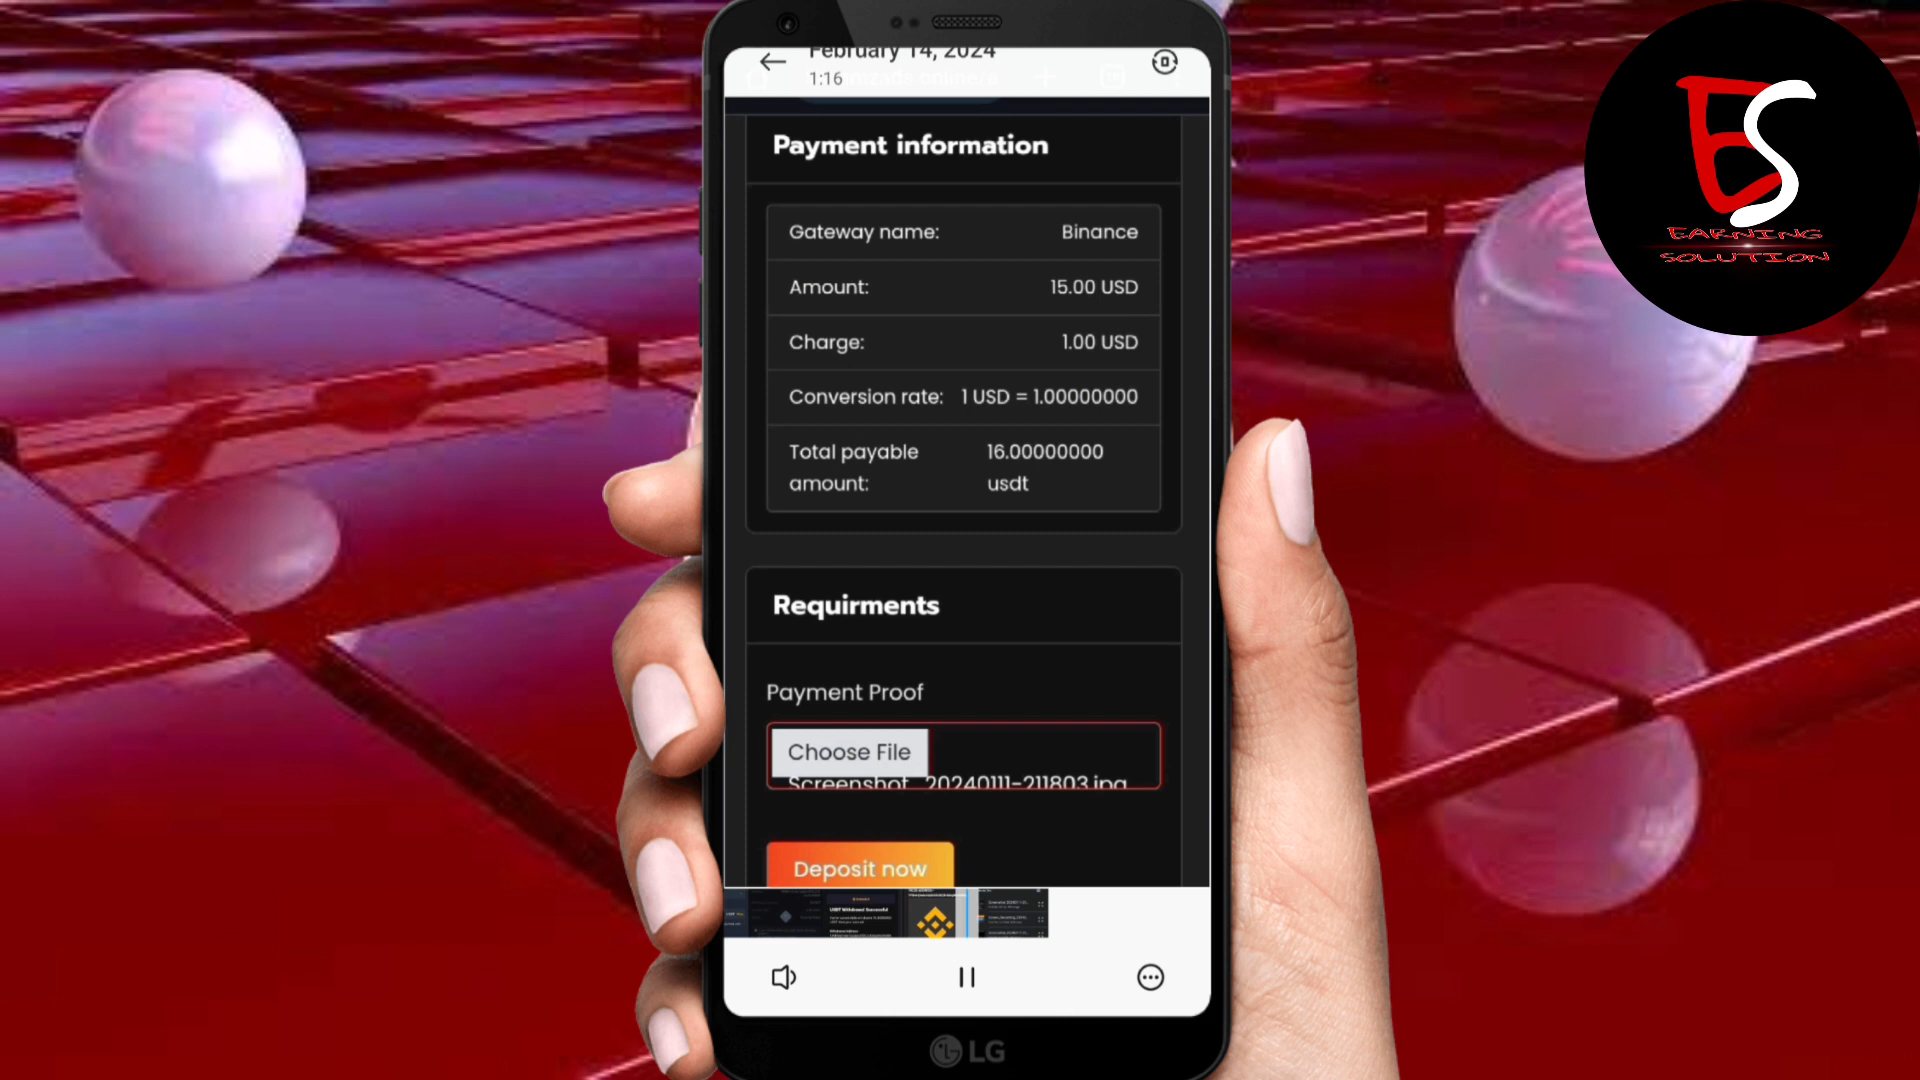 February 14, 2024
1:16
Payment information
Gateway name: Binance
Amount: 15.00 USD
Charge: 1.00 USD
Conversion rate: 1 USD = 1.00000000
Total payable amount: 16.00000000 usdt
Requirments
Payment Proof
Choose File
Screenshot_20240111-211803.jpg
Deposit now
LG
ES
EARNING
SOLUTION